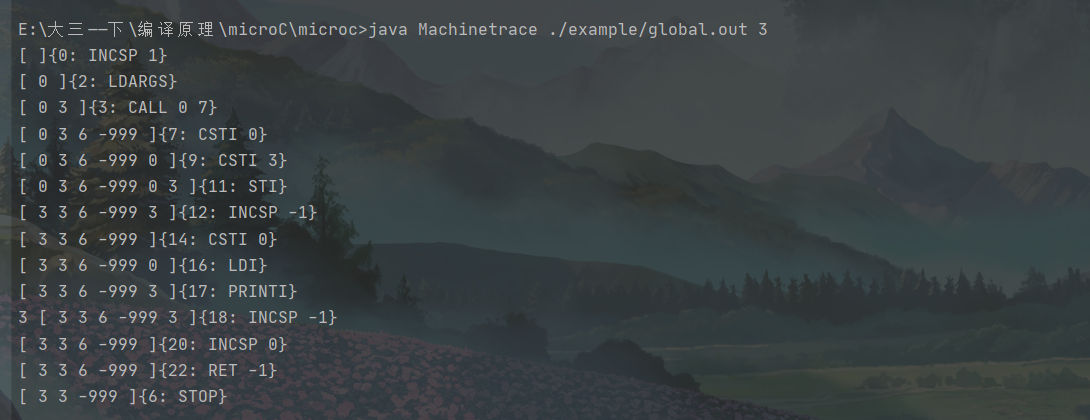 E:\大三——下\编译原理\microC\microc>java Machinetrace ./example/global.out 3
[ ]{0: INCSP 1}
[ 0 ]{2: LDARGS}
[ 0 3 ]{3: CALL 0 7}
[ 0 3 6 -999 ]{7: CSTI 0}
[ 0 3 6 -999 0 ]{9: CSTI 3}
[ 0 3 6 -999 0 3 ]{11: STI}
[ 3 3 6 -999 3 ]{12: INCSP -1}
[ 3 3 6 -999 ]{14: CSTI 0}
[ 3 3 6 -999 0 ]{16: LDI}
[ 3 3 6 -999 3 ]{17: PRINTI}
3 [ 3 3 6 -999 3 ]{18: INCSP -1}
[ 3 3 6 -999 ]{20: INCSP 0}
[ 3 3 6 -999 ]{22: RET -1}
[ 3 3 -999 ]{6: STOP}